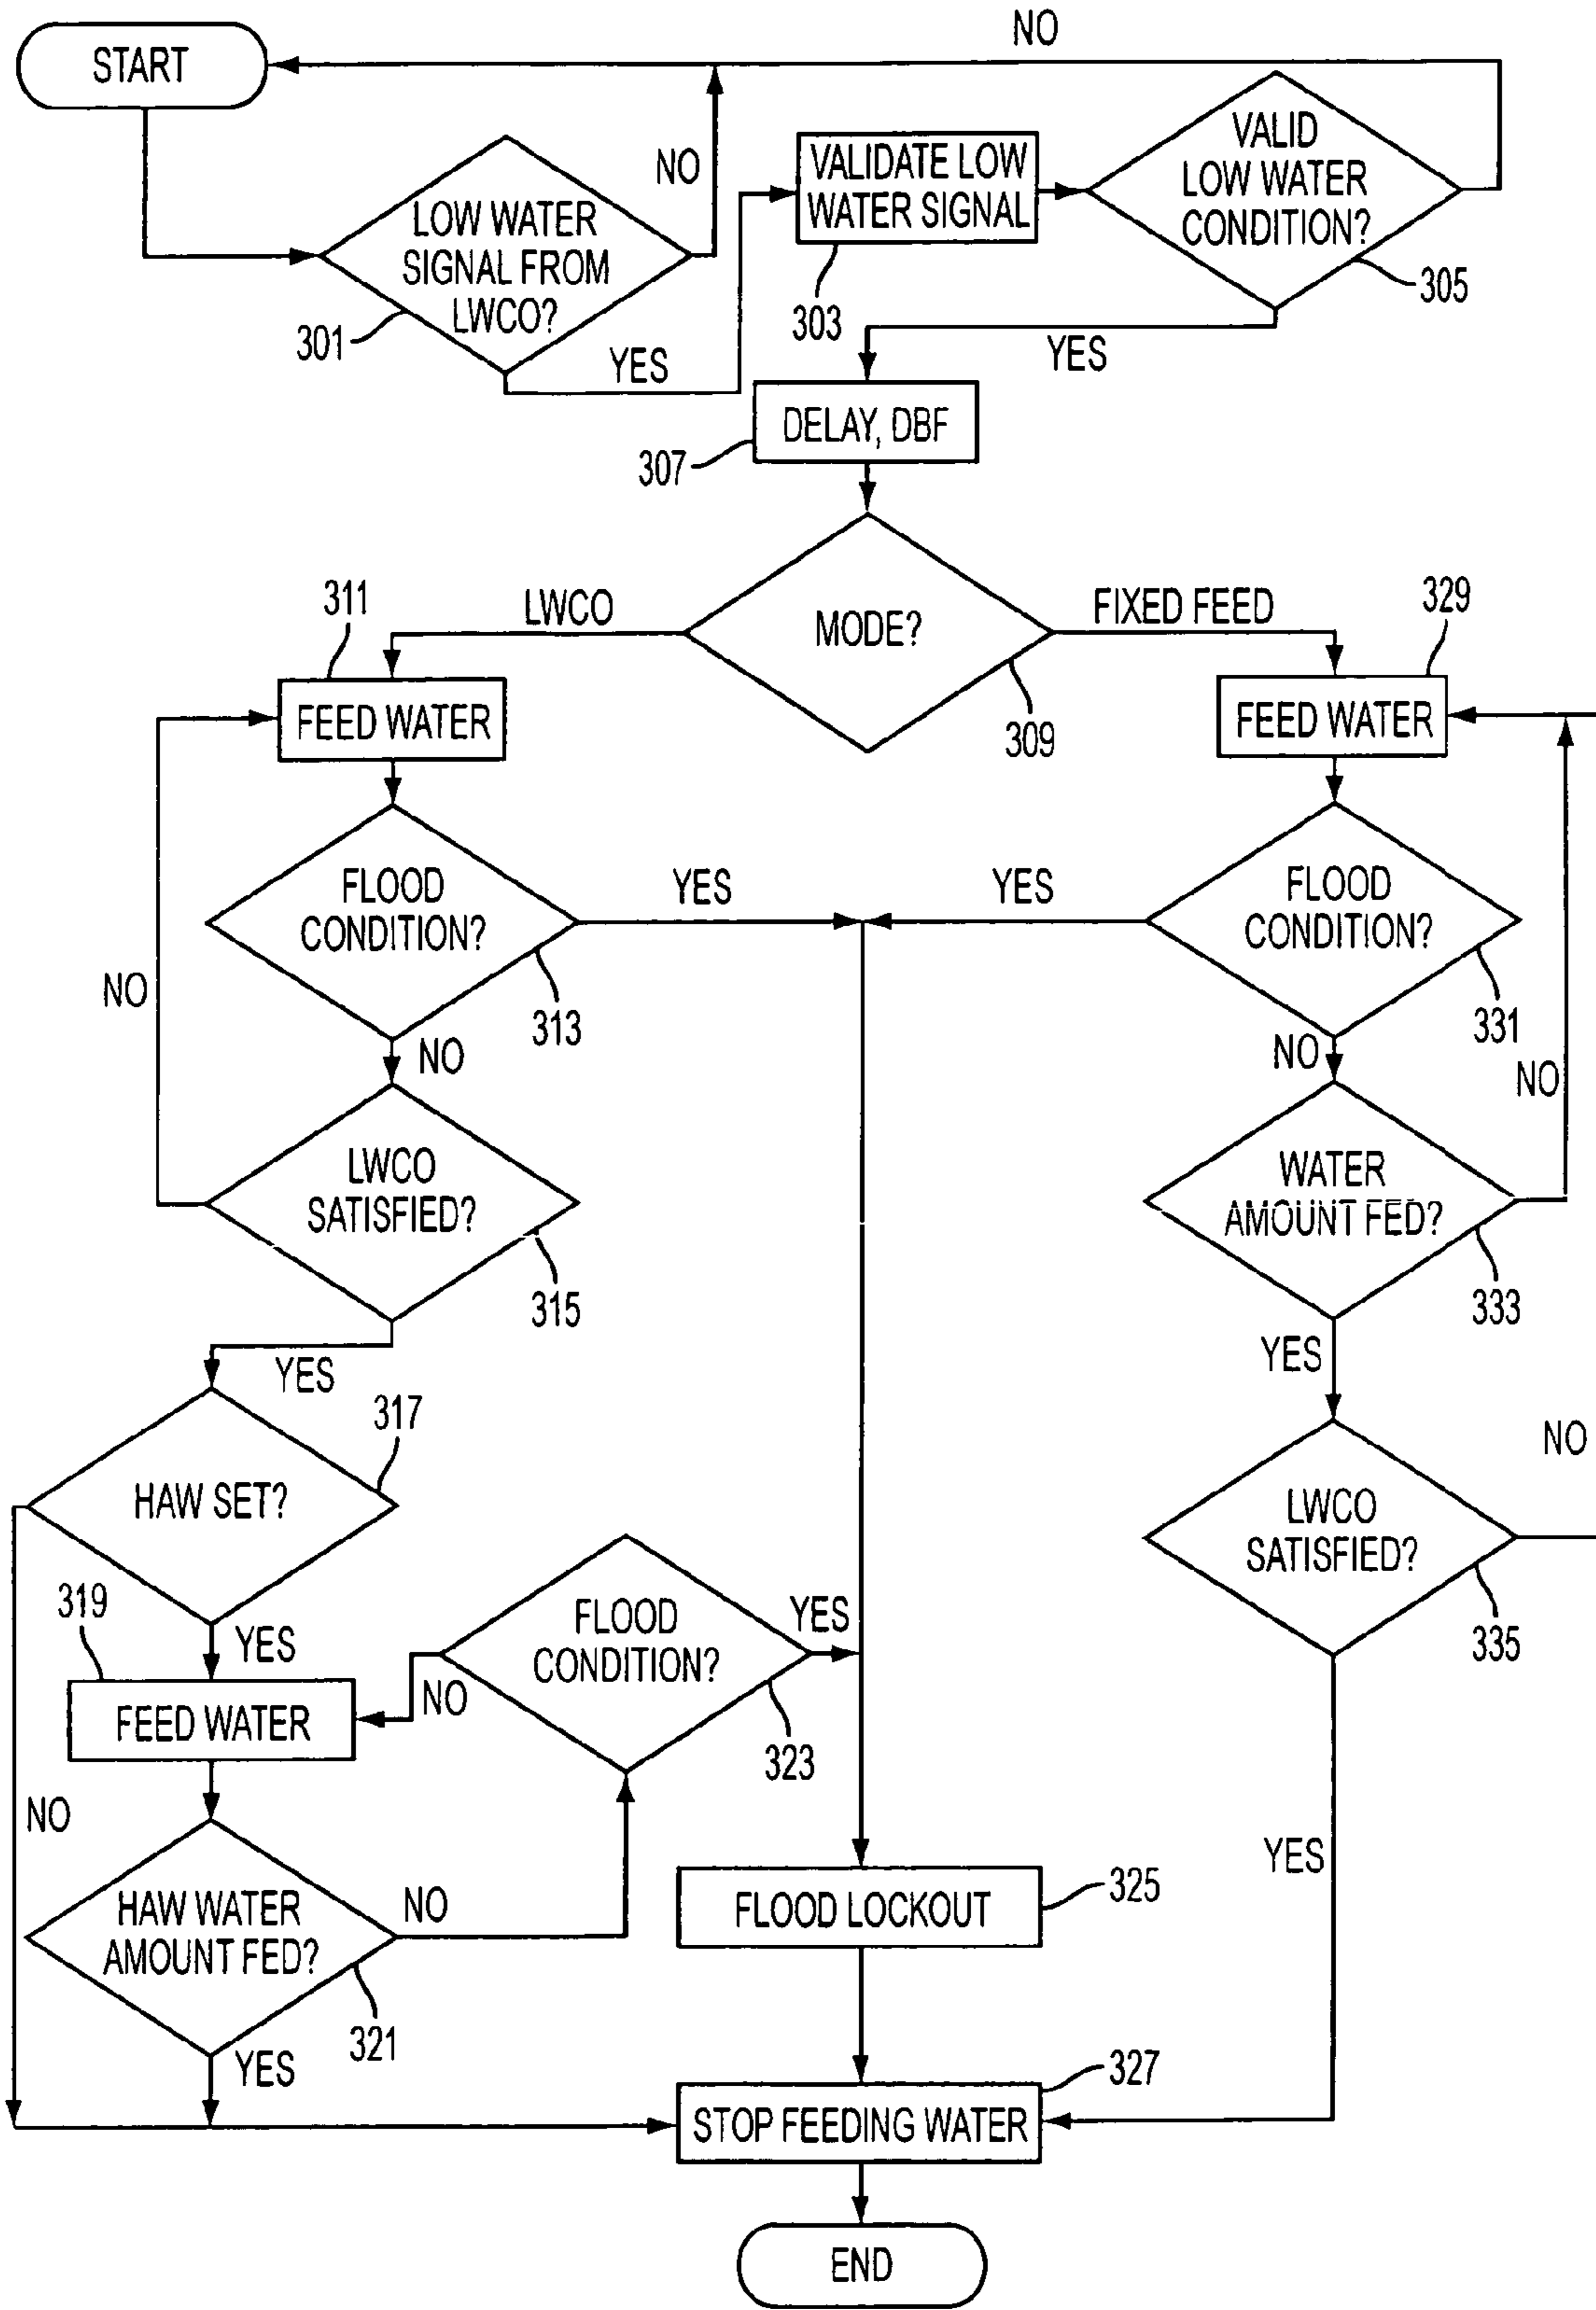 NO
START
VALID
LOW WATER
CONDITION?
305
VALIDATE LOW
WATER SIGNAL
303
NO
LOW WATER
SIGNAL FROM
LWCO?
301
YES
YES
DELAY, DBF
307
MODE?
309
LWCO
FIXED FEED
311
FEED WATER
329
FEED WATER
FLOOD
CONDITION?
313
YES
YES
FLOOD
CONDITION?
331
NO
NO
NO
NO
LWCO
SATISFIED?
315
WATER
AMOUNT FED?
333
YES
YES
HAW SET?
317
LWCO
SATISFIED?
335
NO
319
YES
FEED WATER
FLOOD
CONDITION?
323
YES
NO
NO
HAW WATER
AMOUNT FED?
321
NO
YES
FLOOD LOCKOUT
325
YES
STOP FEEDING WATER
327
END